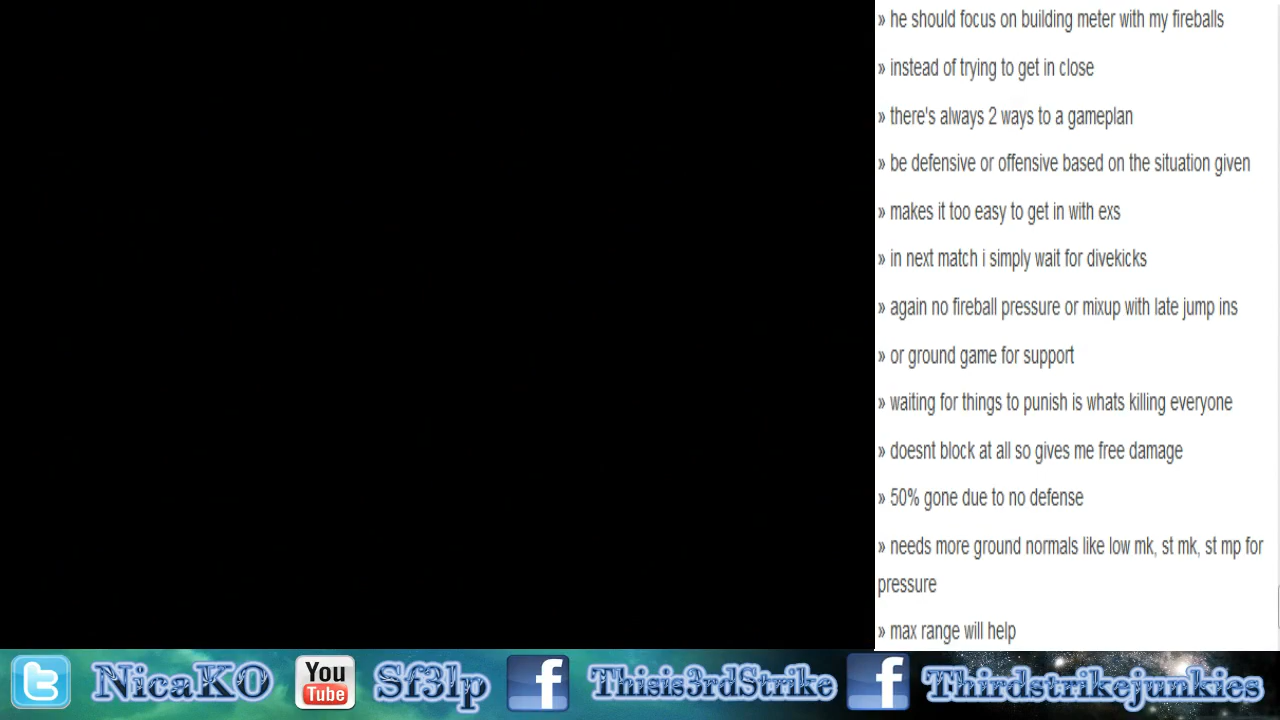 » he should focus on building meter with my fireballs
» instead of trying to get in close
» there's always 2 ways to a gameplan
» be defensive or offensive based on the situation given
» makes it too easy to get in with exs
» in next match i simply wait for divekicks
» again no fireball pressure or mixup with late jump ins
» or ground game for support
» waiting for things to punish is whats killing everyone
» doesnt block at all so gives me free damage
» 50% gone due to no defense
» needs more ground normals like low mk, st mk, st mp for
pressure
» max range will help
NicaKO You Tube Sf3lp f Thisis3rdStrike f Thirdstrikejunkies